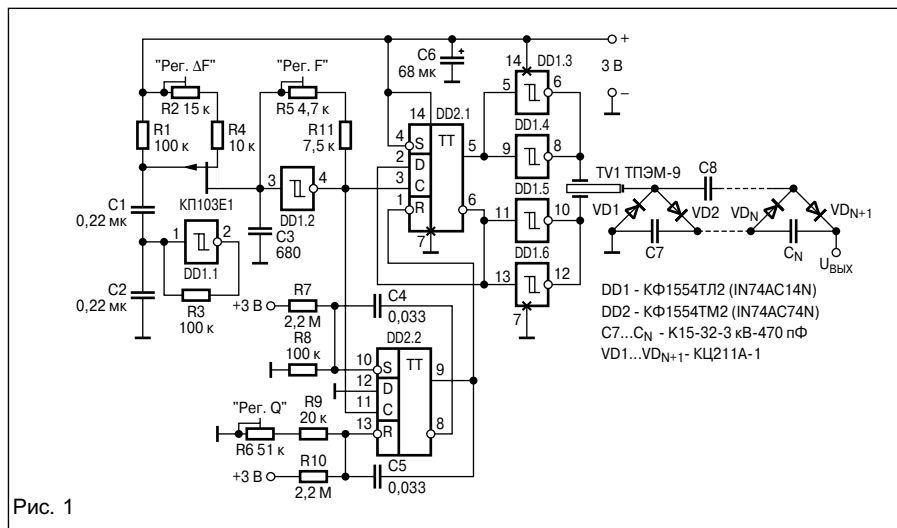 "Рег. ΔF"
R2 15 к
"Рег. F"
R5 4,7 к
C6
68 мк
+
+
3 В
−
14
DD1.3
5
6
R1
100 к
R4
10 к
R11
7,5 к
14
DD2.1
4
S
TT
2
D
3
C
1
R
5
6
7
DD1.4
9
8
DD1.5
11
10
DD1.6
13
12
7
TV1 ТПЭМ-9
C8
VD1
VD2
VDN
VDN+1
C7
CN
UВЫХ
КП103Е1
3
4
DD1.2
C1
0,22 мк
C3
680
1
2
DD1.1
C2
0,22 мк
R3
100 к
+3 В
R7
2,2 М
C4
0,033
R8
100 к
DD2.2
10
S
TT
12
D
11
C
13
R
9
8
"Рег. Q"
R6 51 к
R9
20 к
+3 В
R10
2,2 М
C5
0,033
DD1 - КФ1554ТЛ2 (IN74AC14N)
DD2 - КФ1554ТМ2 (IN74AC74N)
C7...CN - К15-32-3 кВ-470 пФ
VD1...VDN+1- КЦ211А-1
Рис. 1